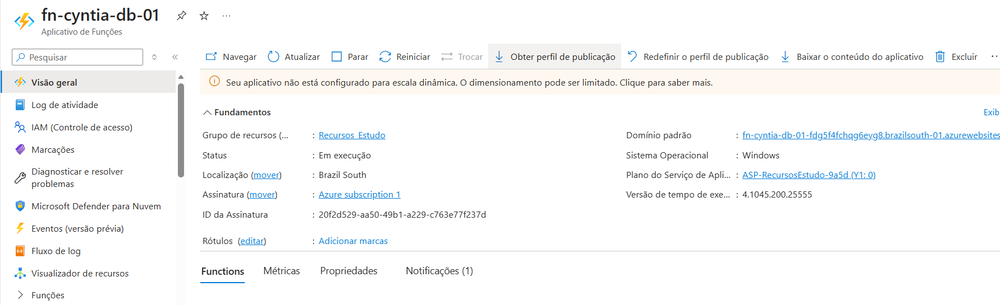 fn-cyntia-db-01
Aplicativo de Funções
Pesquisar
Visão geral
Log de atividade
IAM (Controle de acesso)
Marcações
Diagnosticar e resolver
problemas
Microsoft Defender para Nuvem
Eventos (versão prévia)
Fluxo de log
Visualizador de recursos
Funções
Navegar Atualizar Parar Reiniciar Trocar Obter perfil de publicação Redefinir o perfil de publicação Baixar o conteúdo do aplicativo Excluir
Seu aplicativo não está configurado para escala dinâmica. O dimensionamento pode ser limitado. Clique para saber mais.
Fundamentos Exib
Grupo de recursos (... : Recursos_Estudo
Status : Em execução
Localização (mover) : Brazil South
Assinatura (mover) : Azure subscription 1
ID da Assinatura : 20f2d529-aa50-49b1-a229-c763e77f237d
Domínio padrão : fn-cyntia-db-01-fdg5f4fchqg6eyg8.brazilsouth-01.azurewebsites
Sistema Operacional : Windows
Plano do Serviço de Apli... : ASP-RecursosEstudo-9a5d (Y1: 0)
Versão de tempo de exe... : 4.1045.200.25555
Rótulos (editar) : Adicionar marcas
Functions Métricas Propriedades Notificações (1)